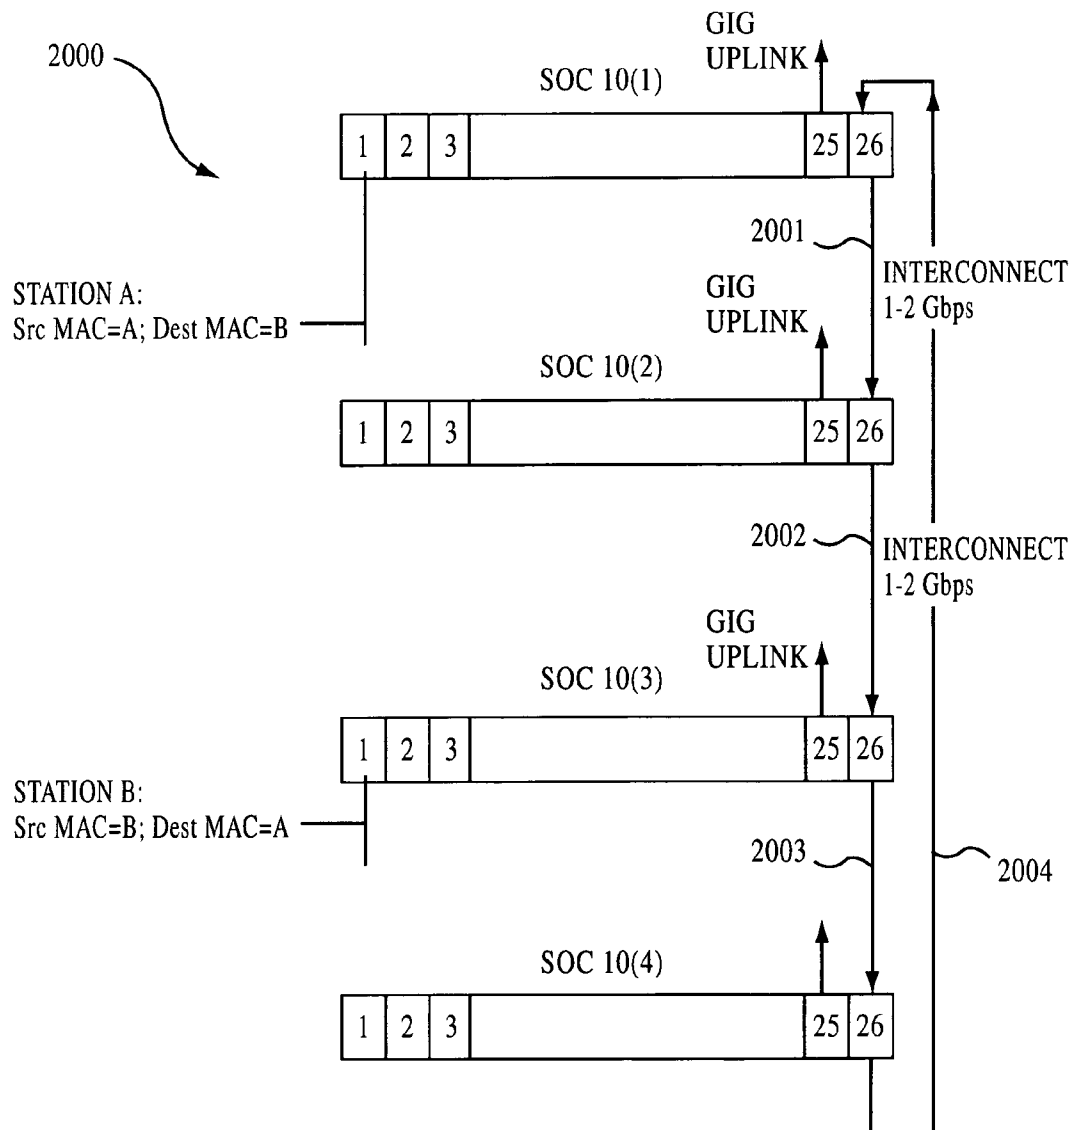 2000
GIG
UPLINK
SOC 10(1)
1 2 3 25 26
2001
INTERCONNECT
1-2 Gbps
STATION A:
Src MAC=A; Dest MAC=B
GIG
UPLINK
SOC 10(2)
1 2 3 25 26
2002
INTERCONNECT
1-2 Gbps
GIG
UPLINK
SOC 10(3)
1 2 3 25 26
STATION B:
Src MAC=B; Dest MAC=A
2003
2004
SOC 10(4)
1 2 3 25 26